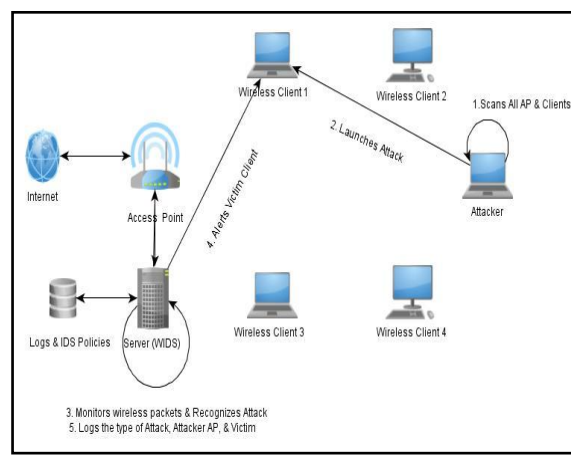 Wireless Client 1
Wireless Client 2
1.Scans All AP & Clients
2. Launches Attack
Internet
Access Point
4. Alerts Victim Client
Attacker
Logs & IDS Policies
Server (WIDS)
Wireless Client 3
Wireless Client 4
3. Monitors wireless packets & Recognizes Attack
5. Logs the type of Attack, Attacker AP, & Victim